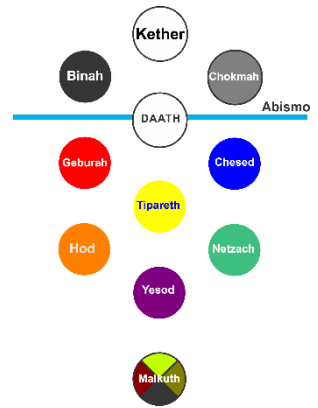 Kether
Binah
Chokmah
Abismo
DAATH
Geburah
Chesed
Tipareth
Hod
Netzach
Yesod
Malkuth